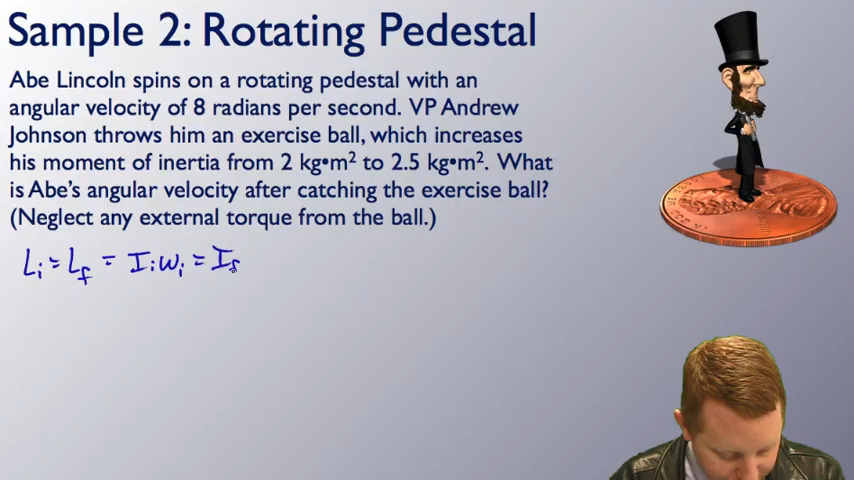 Sample 2: Rotating Pedestal
Abe Lincoln spins on a rotating pedestal with an
angular velocity of 8 radians per second. VP Andrew
Johnson throws him an exercise ball, which increases
his moment of inertia from 2 kg•m² to 2.5 kg•m². What
is Abe's angular velocity after catching the exercise ball?
(Neglect any external torque from the ball.)
Li = Lf = Iiωi = If